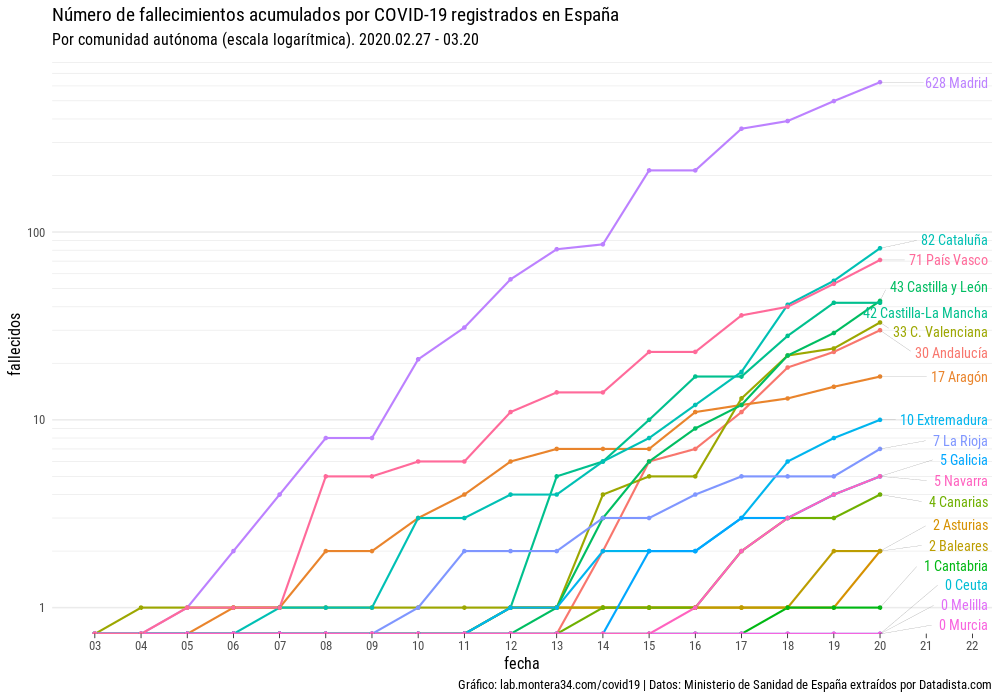 Número de fallecimientos acumulados por COVID-19 registrados en España
Por comunidad autónoma (escala logarítmica). 2020.02.27 - 03.20
628 Madrid
100
82 Cataluña
71 País Vasco
43 Castilla y León
42 Castilla-La Mancha
33 C. Valenciana
30 Andalucía
17 Aragón
10
10 Extremadura
7 La Rioja
5 Galicia
5 Navarra
4 Canarias
2 Asturias
2 Baleares
1 Cantabria
0 Ceuta
1
0 Melilla
0 Murcia
fallecidos
03 04 05 06 07 08 09 10 11 12 13 14 15 16 17 18 19 20 21 22
fecha
Gráfico: lab.montera34.com/covid19 | Datos: Ministerio de Sanidad de España extraídos por Datadista.com